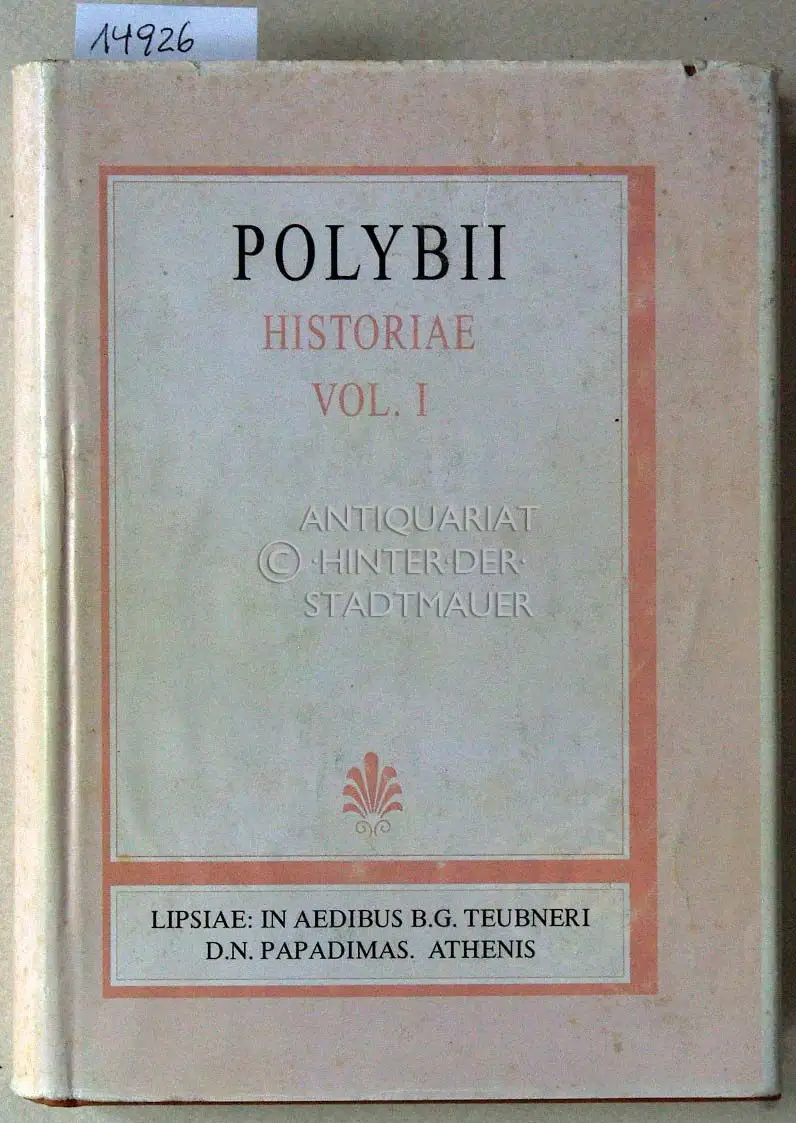 14926
POLYBII
HISTORIAE
VOL. I
ANTIQUARIAT
© ·HINTER·DER·
STADTMAUER
LIPSIAE: IN AEDIBUS B.G. TEUBNERI
D.N. PAPADIMAS. ATHENIS